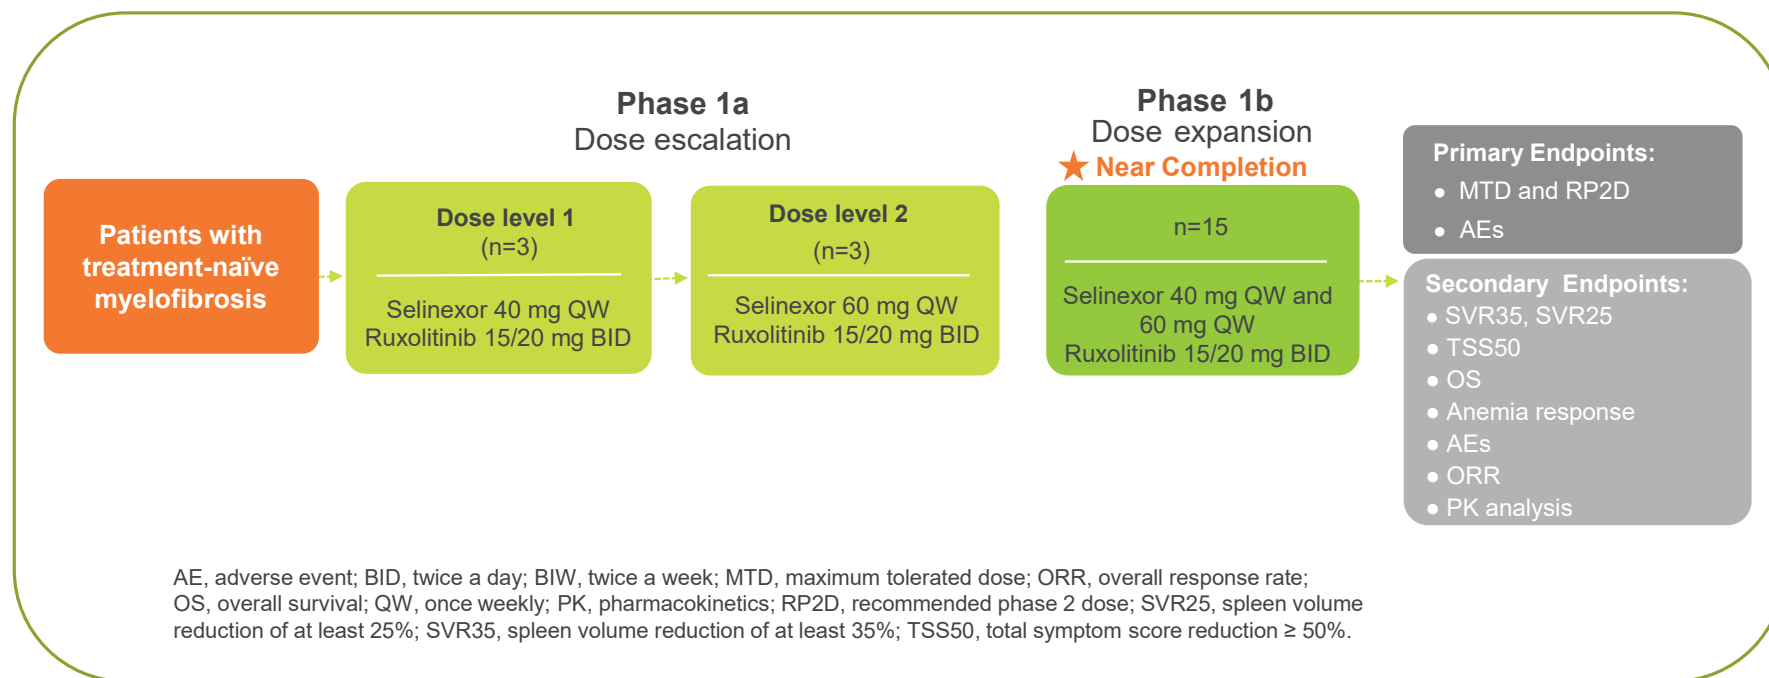 Phase 1a
Dose escalation
Phase 1b
Dose expansion
Near Completion
Patients with
treatment-naïve
myelofibrosis
Dose level 1
(n=3)
Selinexor 40 mg QW
Ruxolitinib 15/20 mg BID
Dose level 2
(n=3)
Selinexor 60 mg QW
Ruxolitinib 15/20 mg BID
n=15
Selinexor 40 mg QW and
60 mg QW
Ruxolitinib 15/20 mg BID
Primary Endpoints:
● MTD and RP2D
● AEs
Secondary Endpoints:
● SVR35, SVR25
● TSS50
● OS
● Anemia response
● AEs
● ORR
● PK analysis
AE, adverse event; BID, twice a day; BIW, twice a week; MTD, maximum tolerated dose; ORR, overall response rate;
OS, overall survival; QW, once weekly; PK, pharmacokinetics; RP2D, recommended phase 2 dose; SVR25, spleen volume
reduction of at least 25%; SVR35, spleen volume reduction of at least 35%; TSS50, total symptom score reduction ≥ 50%.